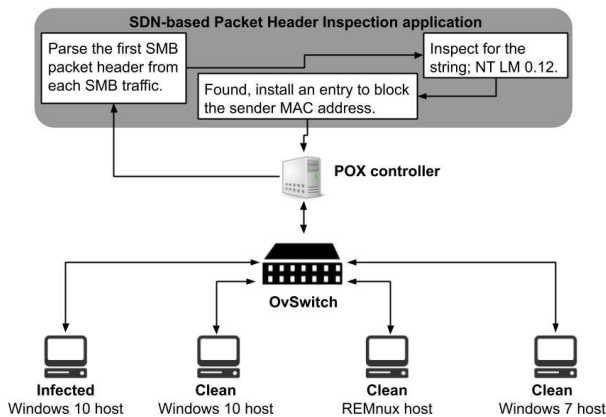 SDN-based Packet Header Inspection application
Parse the first SMB
packet header from
each SMB traffic.
Inspect for the
string; NT LM 0.12.
Found, install an entry to block
the sender MAC address.
POX controller
OvSwitch
Infected
Windows 10 host
Clean
Windows 10 host
Clean
REMnux host
Clean
Windows 7 host